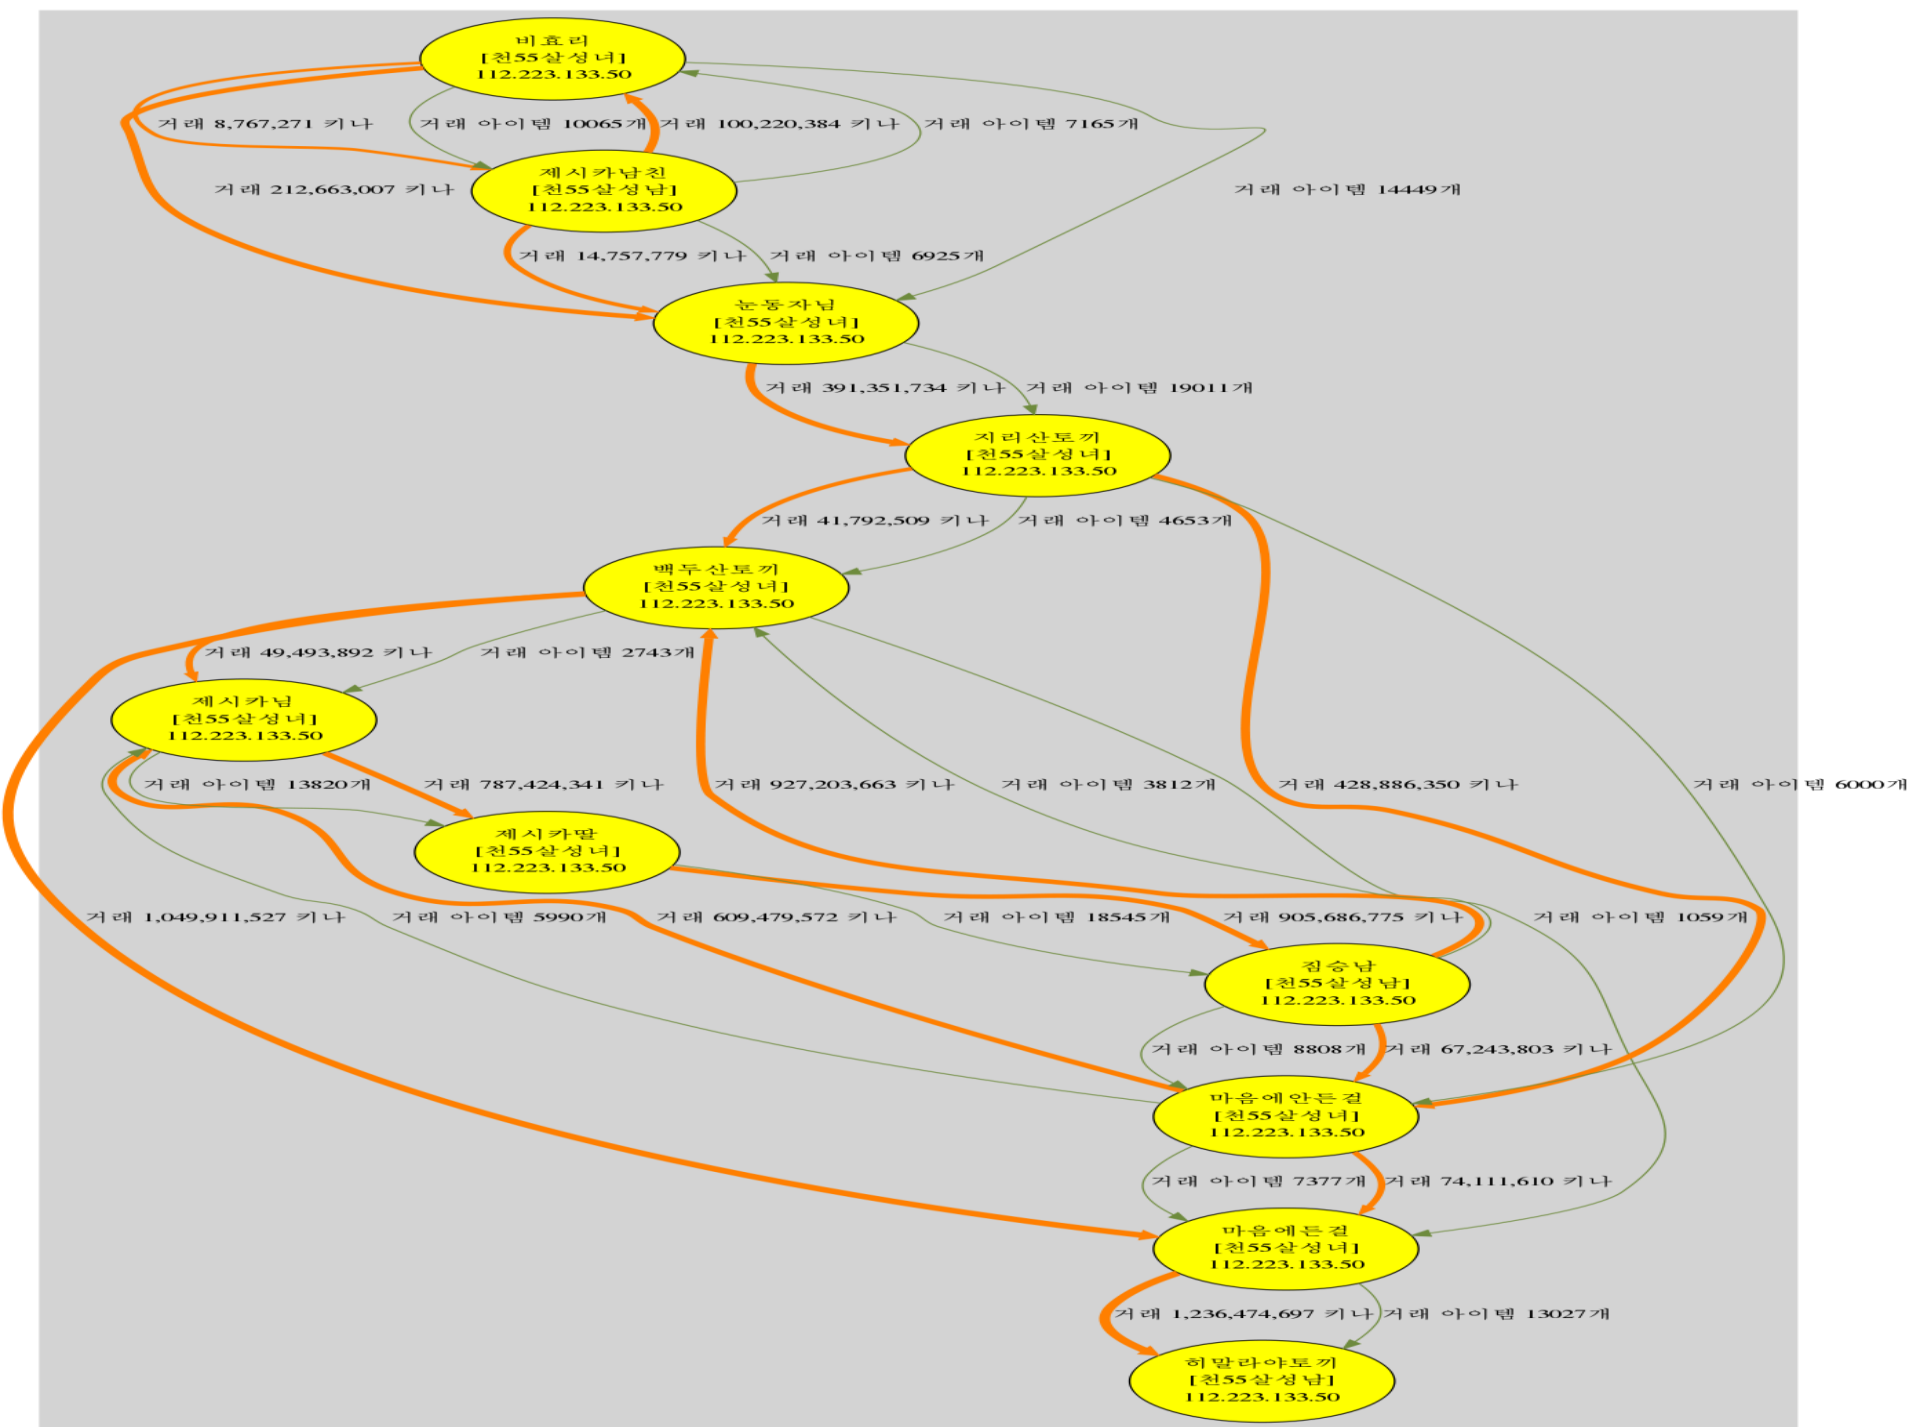 비효리
[천55살성녀]
112.223.133.50
거래 8,767,271 키나
거래 아이템 10065개
거래 100,220,384 키나
거래 아이템 7165개
제시카남친
[천55살성남]
112.223.133.50
거래 212,663,007 키나
거래 아이템 14449개
거래 14,757,779 키나
거래 아이템 6925개
눈동자님
[천55살성녀]
112.223.133.50
거래 391,351,734 키나
거래 아이템 19011개
지리산토끼
[천55살성녀]
112.223.133.50
거래 41,792,509 키나
거래 아이템 4653개
백두산토끼
[천55살성녀]
112.223.133.50
거래 49,493,892 키나
거래 아이템 2743개
제시카님
[천55살성녀]
112.223.133.50
거래 아이템 13820개
거래 787,424,341 키나
거래 927,203,663 키나
거래 아이템 3812개
거래 428,886,350 키나
거래 아이템 6000개
제시카딸
[천55살성녀]
112.223.133.50
거래 1,049,911,527 키나
거래 아이템 5990개
거래 609,479,572 키나
거래 아이템 18545개
거래 905,686,775 키나
거래 아이템 1059개
짐승남
[천55살성남]
112.223.133.50
거래 아이템 8808개
거래 67,243,803 키나
마음에안든걸
[천55살성녀]
112.223.133.50
거래 아이템 7377개
거래 74,111,610 키나
마음에든걸
[천55살성녀]
112.223.133.50
거래 1,236,474,697 키나
거래 아이템 13027개
히말라야토끼
[천55살성남]
112.223.133.50